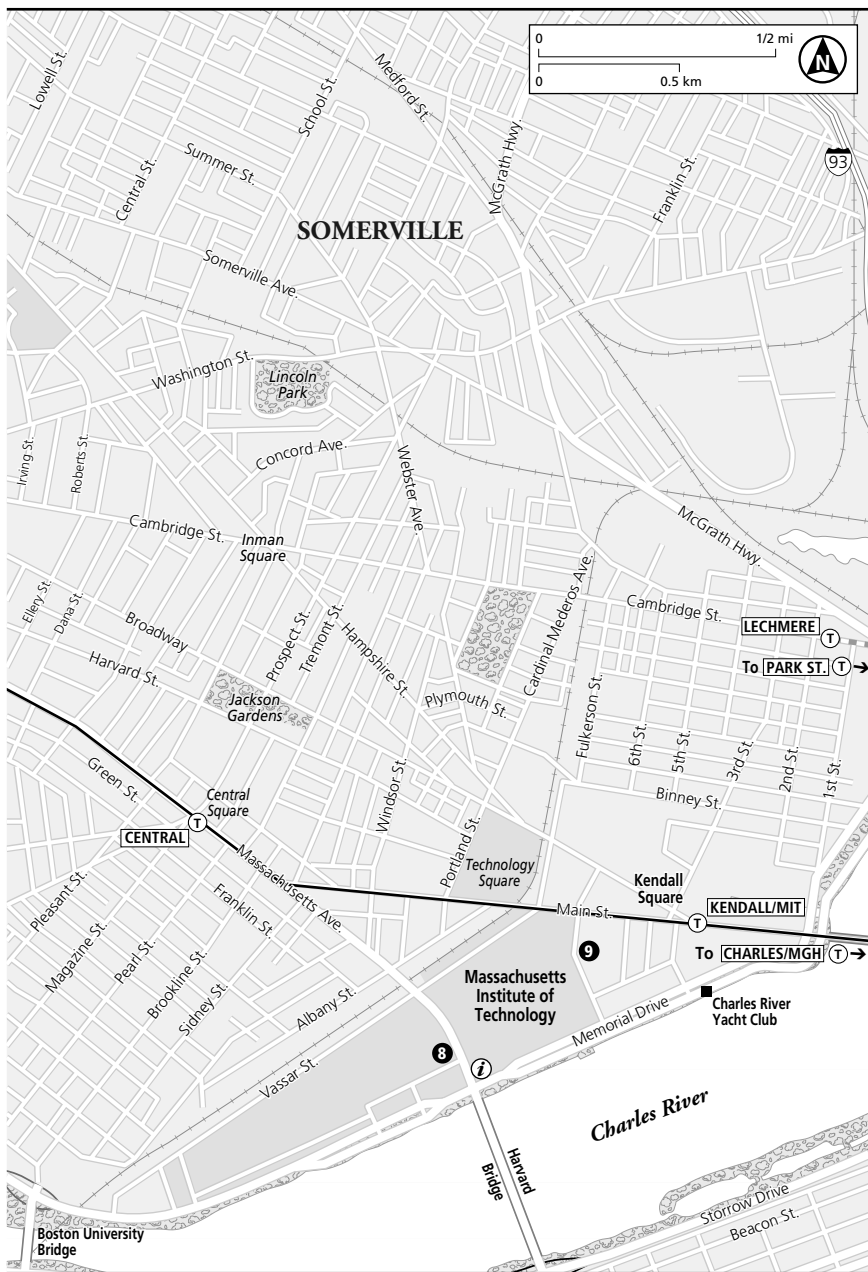 0 1/2 mi
0 0.5 km
N
93
Lowell St.
School St.
Medford St.
McGrath Hwy.
Central St.
Summer St.
Franklin St.
SOMERVILLE
Somerville Ave.
Washington St.
Lincoln
Park
Irving St.
Roberts St.
Concord Ave.
Webster Ave.
McGrath Hwy.
Cambridge St.
Inman
Square
Ellery St.
Dana St.
Broadway
Prospect St.
Tremont St.
Hampshire St.
Cardinal Mederos Ave.
Cambridge St.
LECHMERE
T
To PARK ST. T
Harvard St.
Jackson
Gardens
Plymouth St.
Fulkerson St.
6th St.
5th St.
3rd St.
2nd St.
1st St.
Green St.
Central
Square
Windsor St.
Binney St.
T
CENTRAL
Massachusetts Ave.
Portland St.
Technology
Square
Kendall
Square
Pleasant St.
Franklin St.
Main St.
KENDALL/MIT
T
Magazine St.
Pearl St.
Brookline St.
Sidney St.
9
To CHARLES/MGH T
Massachusetts
Institute of
Technology
Albany St.
Memorial Drive
Charles River
Yacht Club
Vassar St.
8
i
Charles River
Harvard
Bridge
Storrow Drive
Beacon St.
Boston University
Bridge